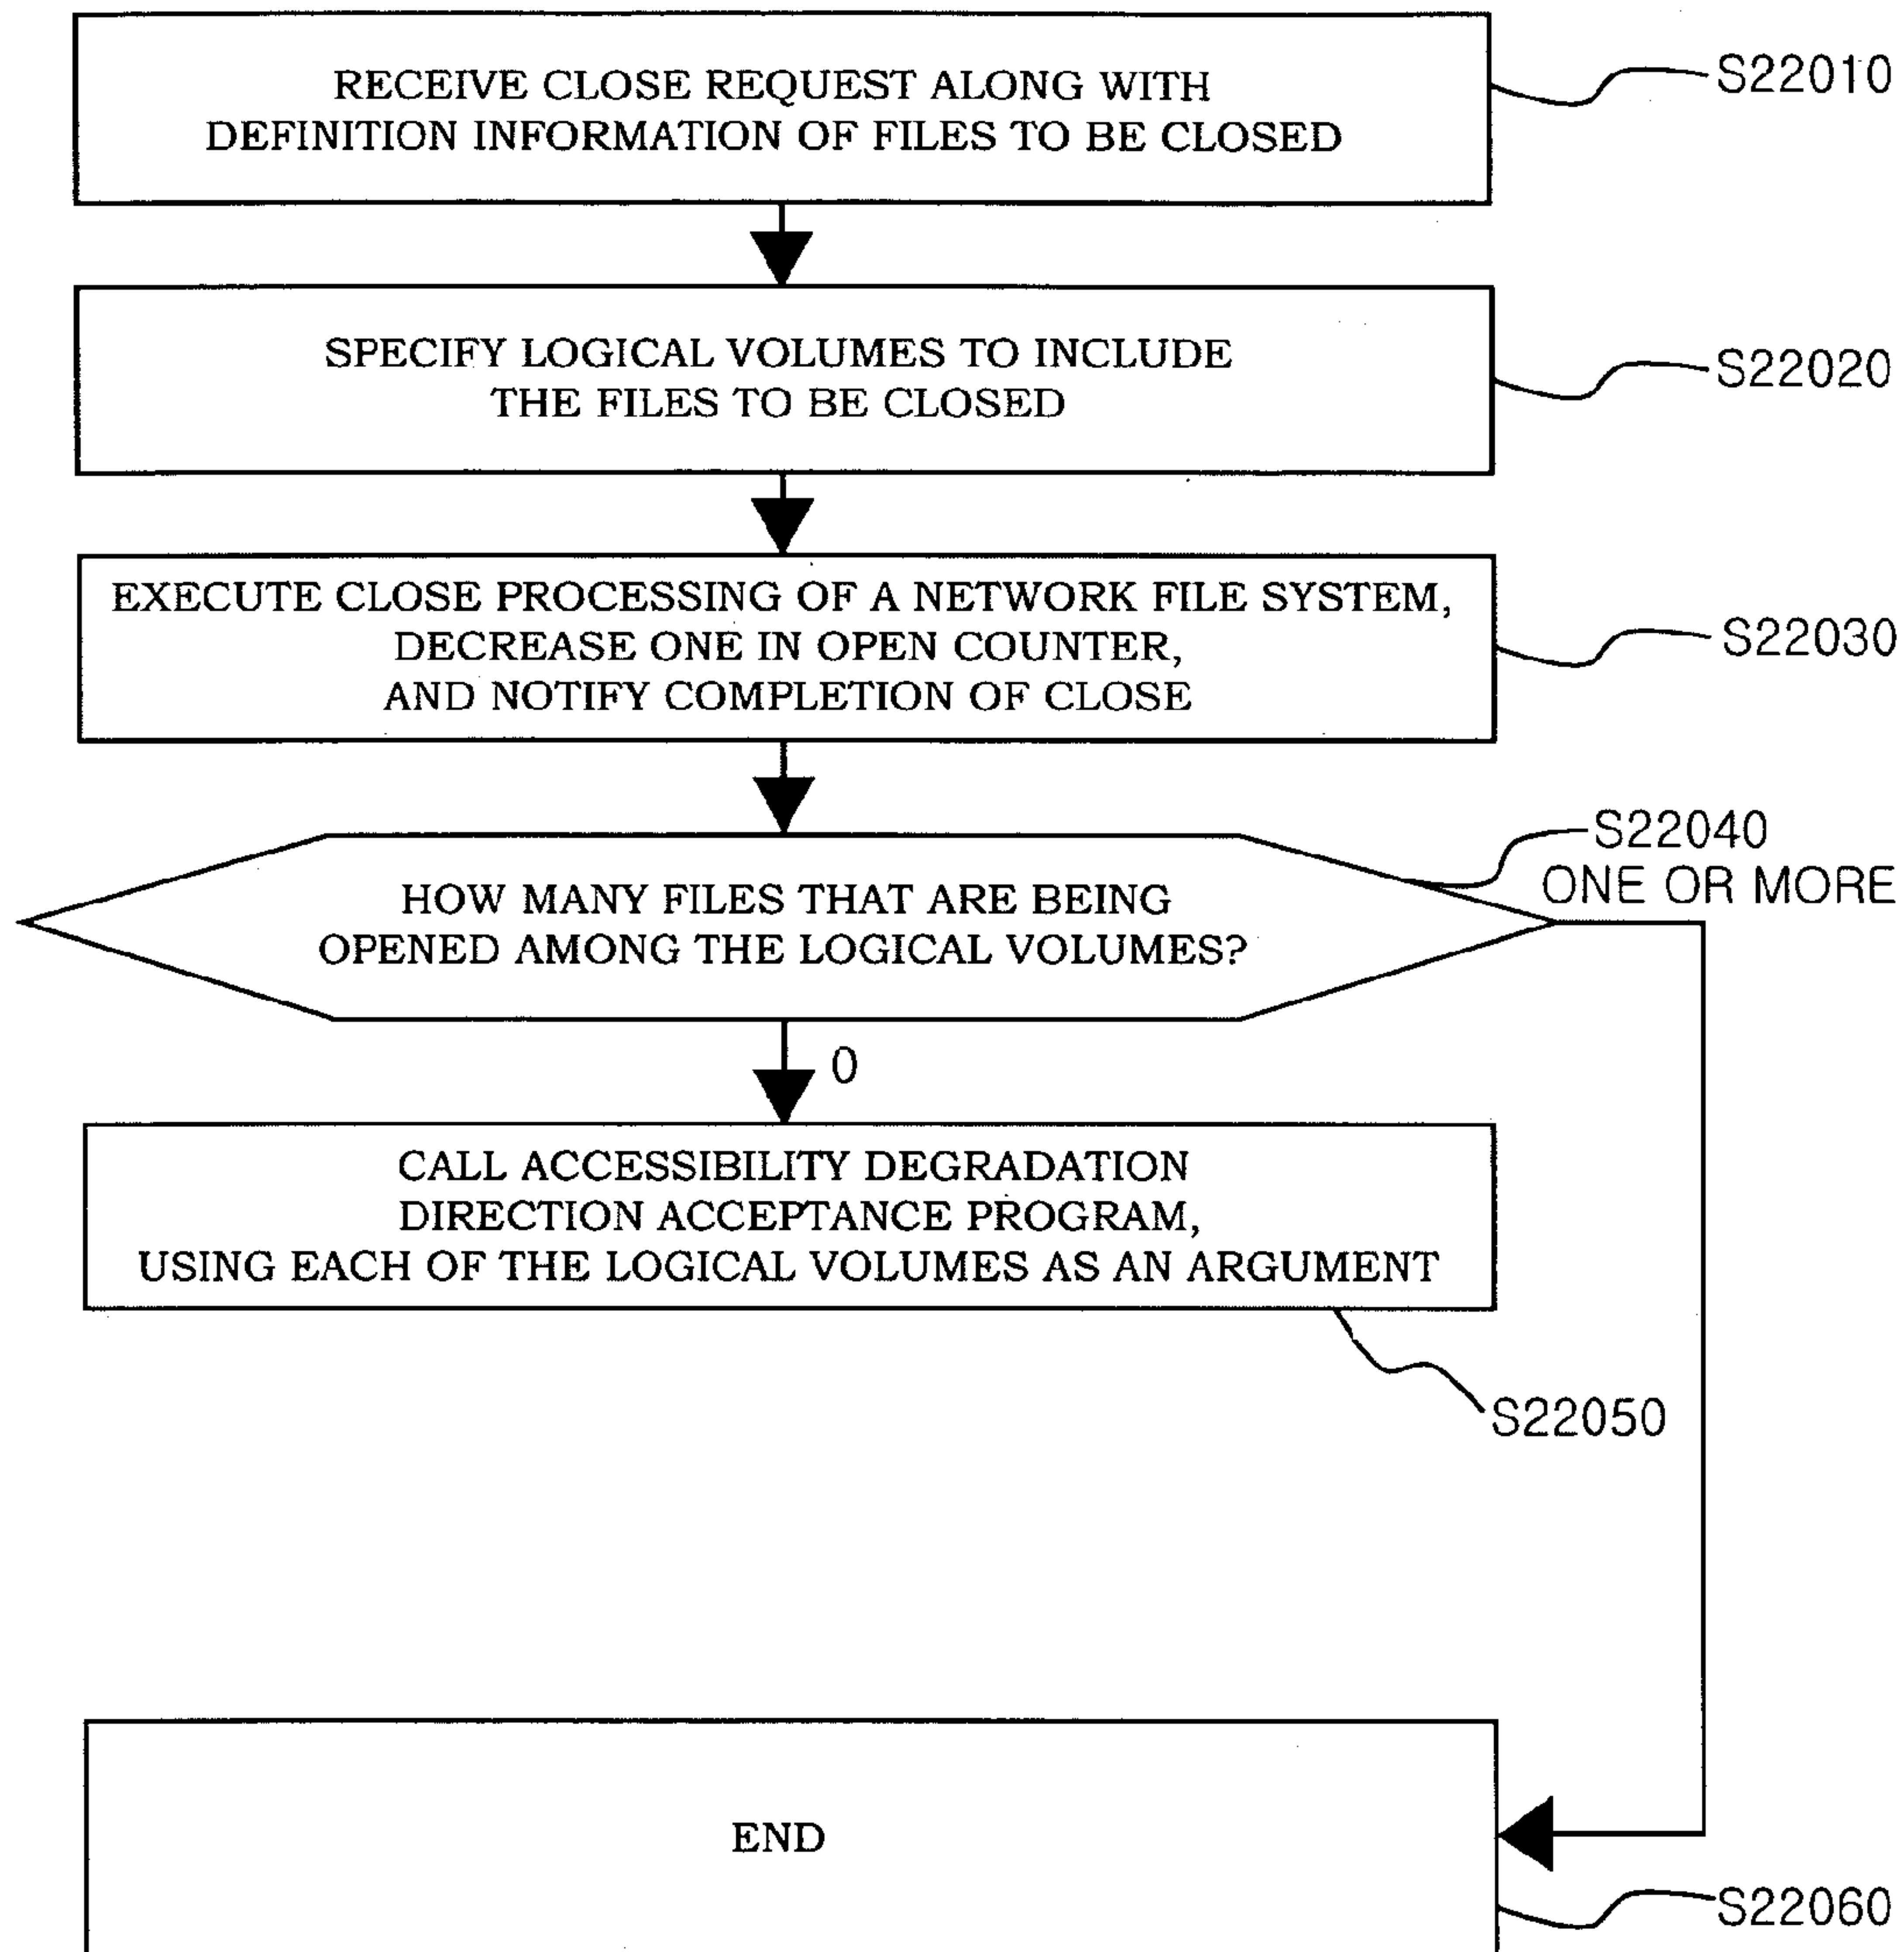 RECEIVE CLOSE REQUEST ALONG WITH
DEFINITION INFORMATION OF FILES TO BE CLOSED
S22010
SPECIFY LOGICAL VOLUMES TO INCLUDE
THE FILES TO BE CLOSED
S22020
EXECUTE CLOSE PROCESSING OF A NETWORK FILE SYSTEM,
DECREASE ONE IN OPEN COUNTER,
AND NOTIFY COMPLETION OF CLOSE
S22030
HOW MANY FILES THAT ARE BEING
OPENED AMONG THE LOGICAL VOLUMES?
S22040
ONE OR MORE
0
CALL ACCESSIBILITY DEGRADATION
DIRECTION ACCEPTANCE PROGRAM,
USING EACH OF THE LOGICAL VOLUMES AS AN ARGUMENT
S22050
END
S22060